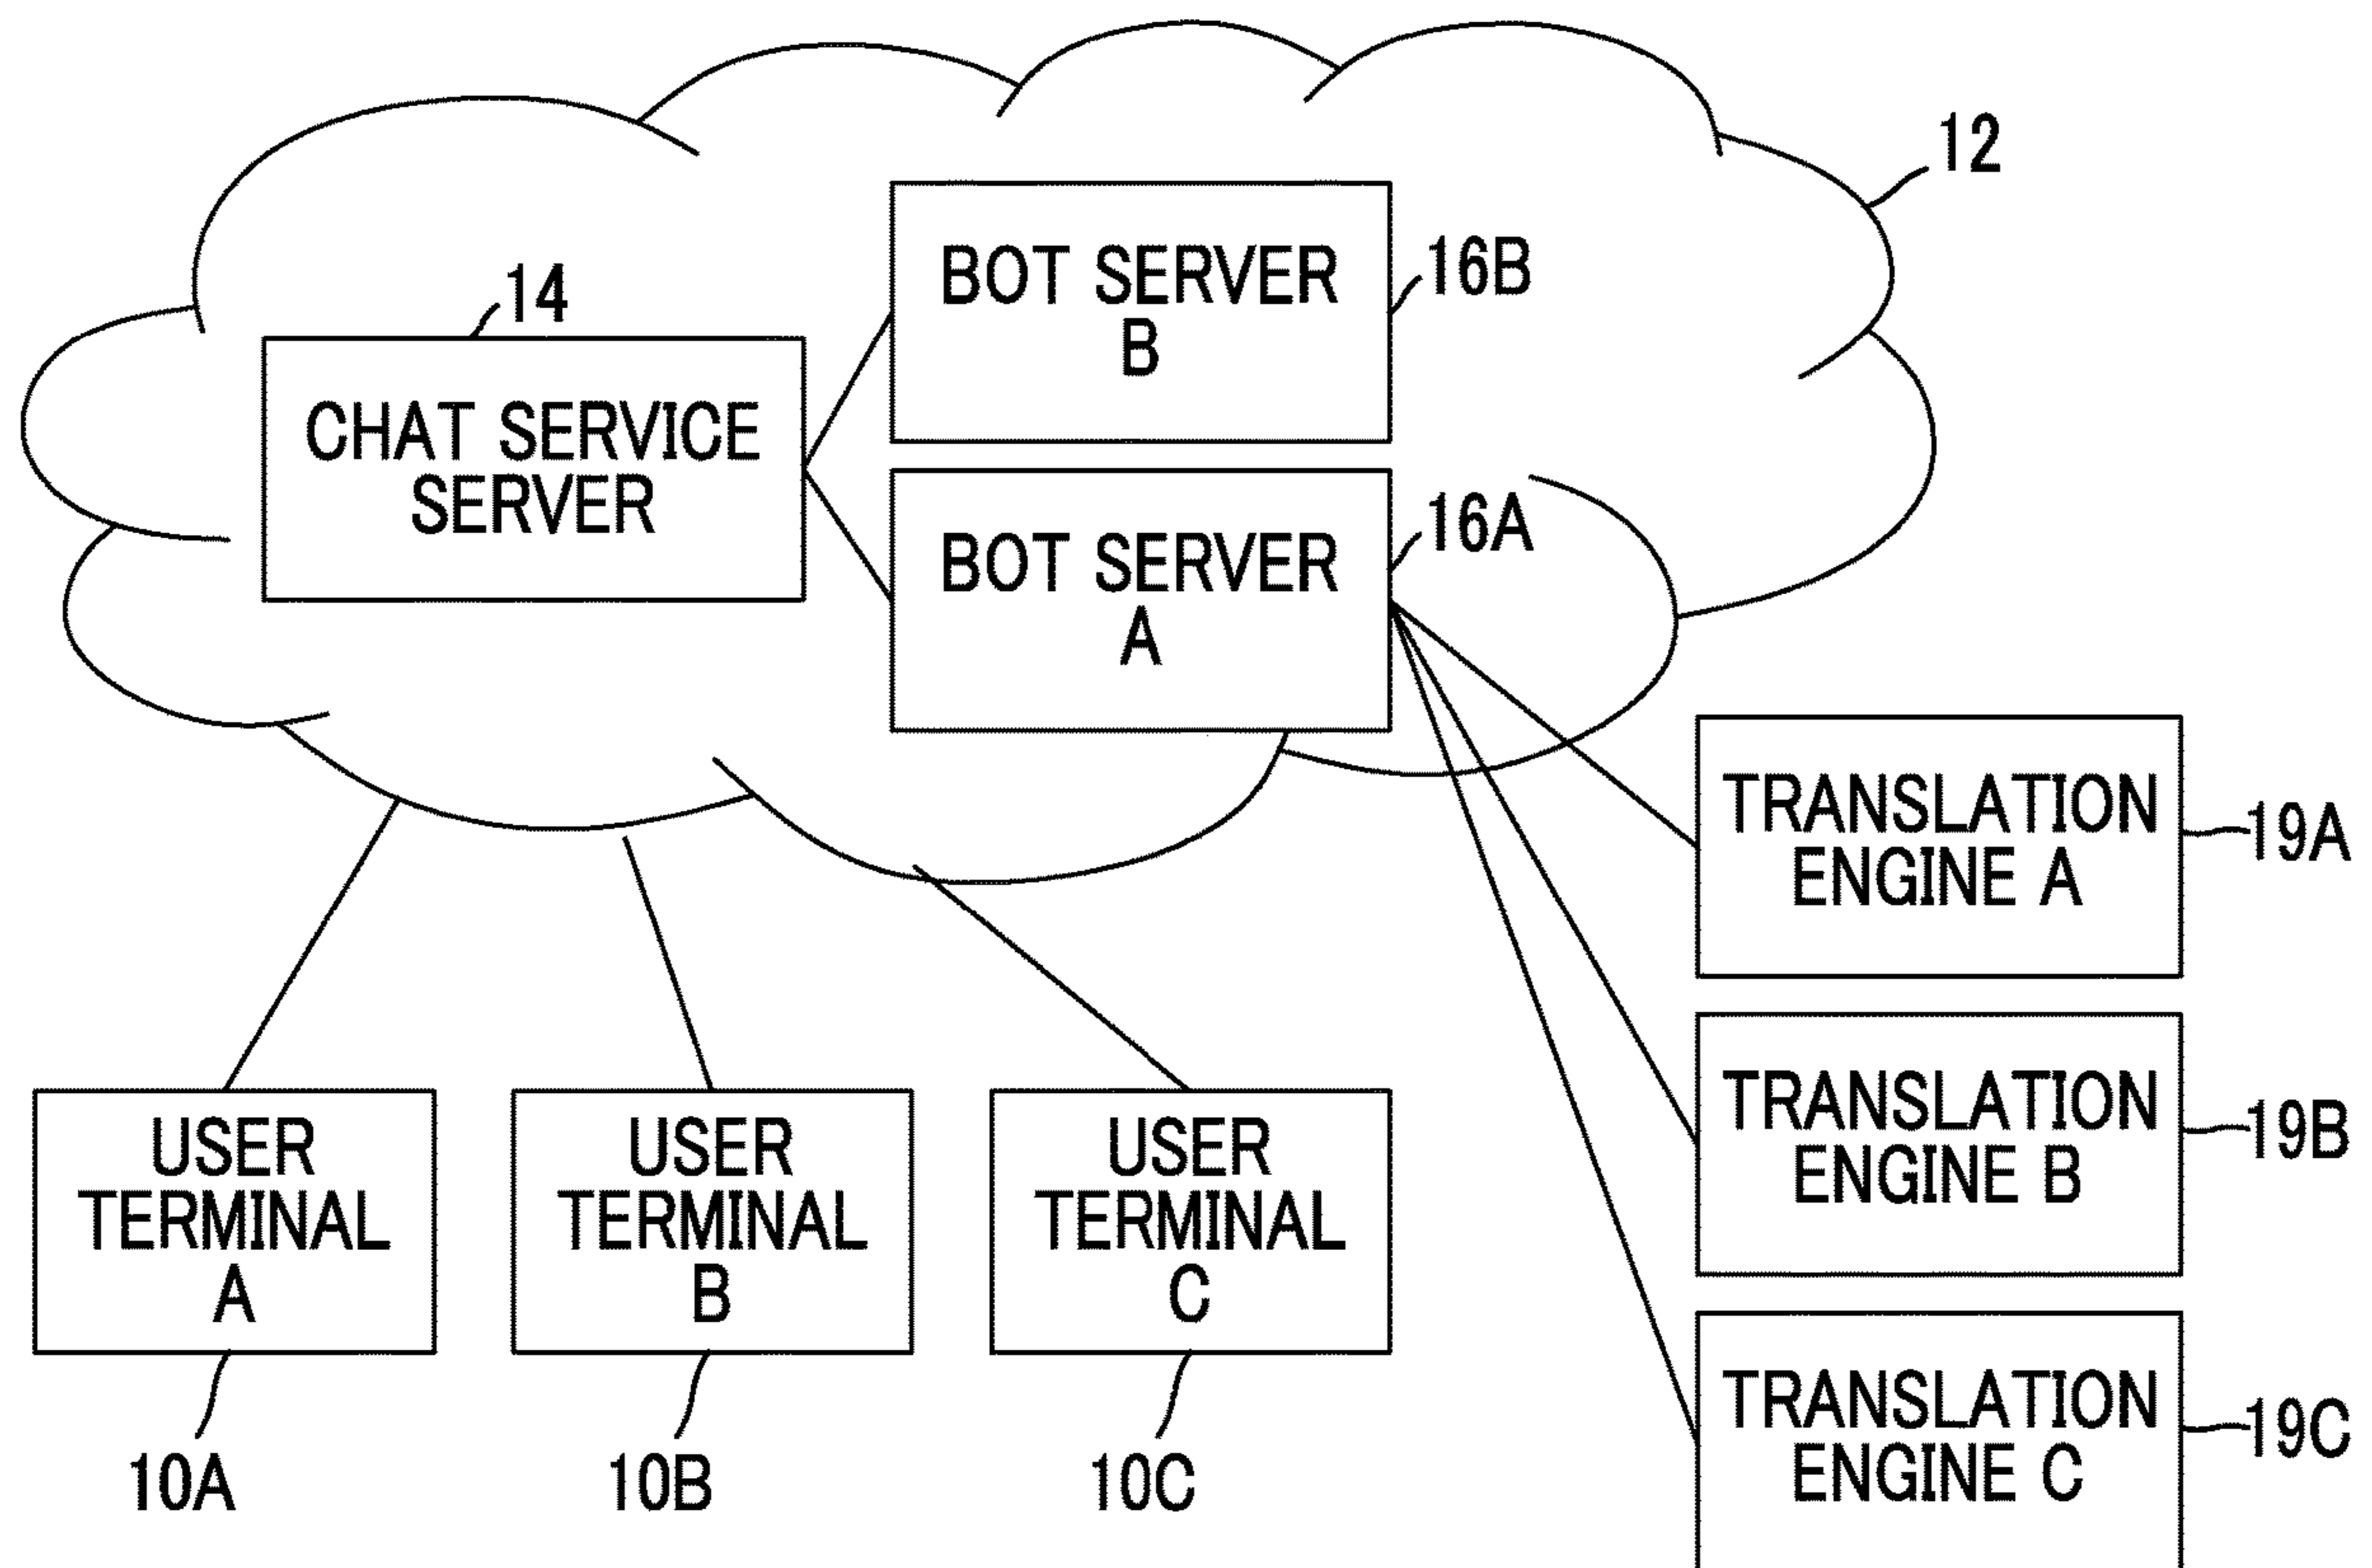 12
14
BOT SERVER
B
16B
CHAT SERVICE
SERVER
BOT SERVER
A
16A
TRANSLATION
ENGINE A
19A
USER
TERMINAL
A
10A
USER
TERMINAL
B
10B
USER
TERMINAL
C
10C
TRANSLATION
ENGINE B
19B
TRANSLATION
ENGINE C
19C